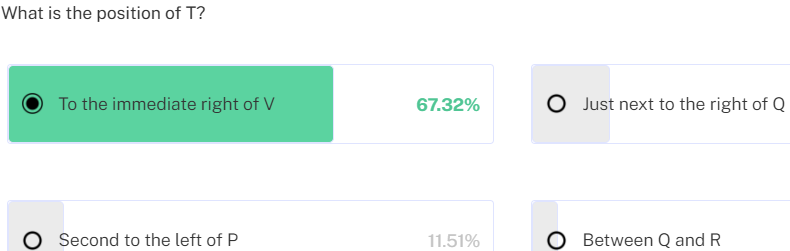 What is the position of T?
To the immediate right of V 67.32% Just next to the right of Q
Second to the left of P 11.51% Between Q and R